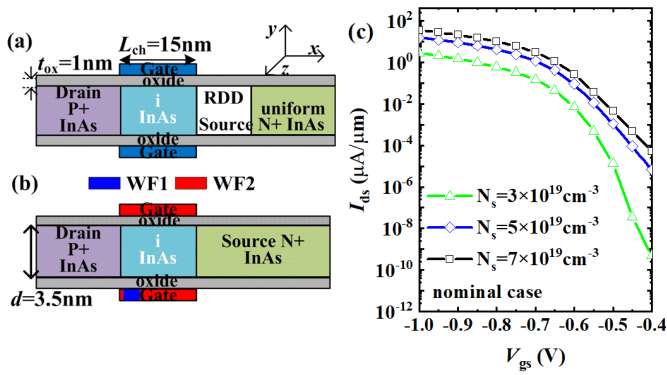 (a)
L_ch=15nm
y
x
z
t_ox=1nm
Gate
oxide
Drain
P+
InAs
i
InAs
RDD
Source
uniform
N+ InAs
oxide
Gate
(b)
WF1
WF2
Gate
oxide
Drain
P+
InAs
i
InAs
Source N+
InAs
oxide
Gate
d=3.5nm
(c)
I_ds (μA/μm)
10^2
10^0
10^-2
10^-4
10^-6
10^-8
10^-10
10^-12
N_s=3×10^19cm^-3
N_s=5×10^19cm^-3
N_s=7×10^19cm^-3
nominal case
-1.0 -0.9 -0.8 -0.7 -0.6 -0.5 -0.4
V_gs (V)